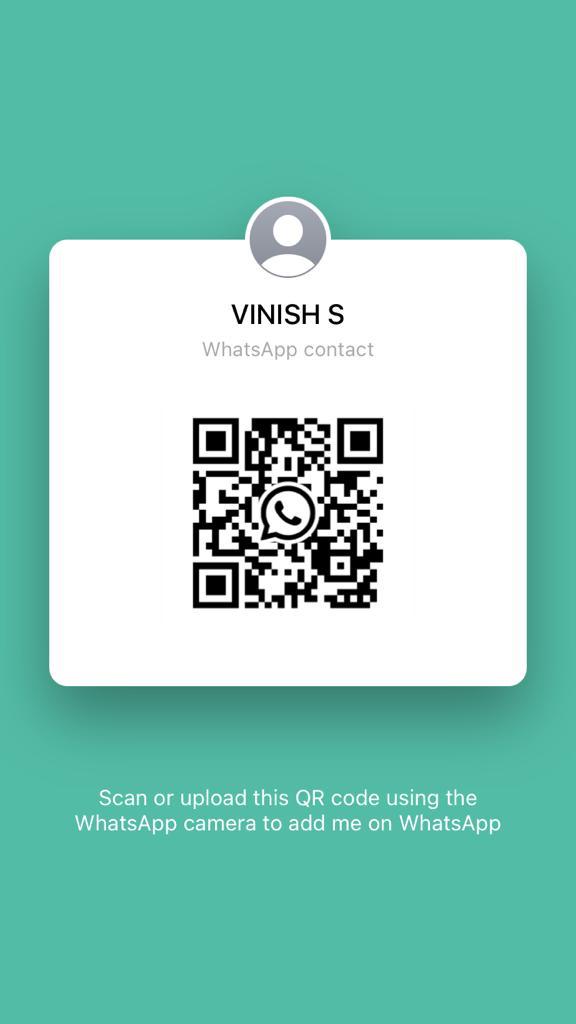 VINISH S
WhatsApp contact
Scan or upload this QR code using the
WhatsApp camera to add me on WhatsApp